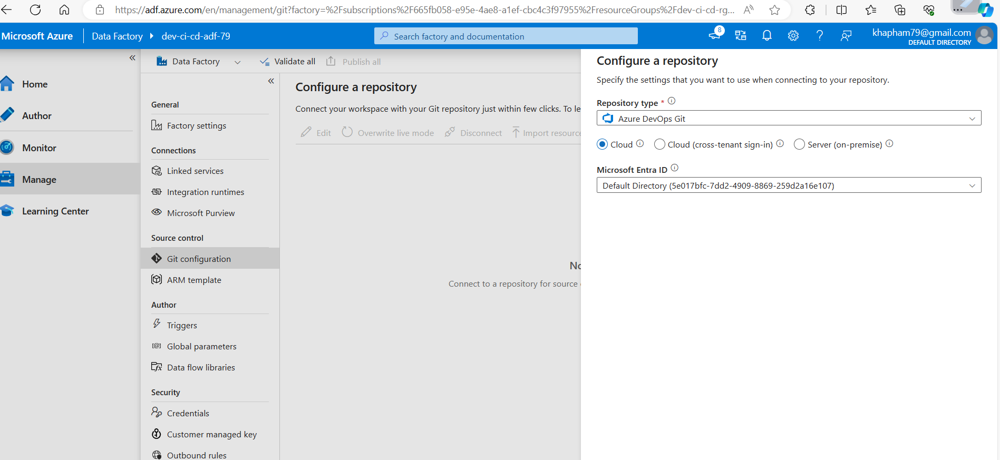 https://adf.azure.com/en/management/git?factory=%2Fsubscriptions%2F665fb058-e95e-4ae8-a1ef-cbc4c3f97955%2FresourceGroups%2Fdev-ci-cd-rg...
Microsoft Azure
Data Factory
dev-ci-cd-adf-79
Search factory and documentation
8
khapham79@gmail.com
DEFAULT DIRECTORY
Home
Author
Monitor
Manage
Learning Center
Data Factory
Validate all
Publish all
General
Factory settings
Connections
Linked services
Integration runtimes
Microsoft Purview
Source control
Git configuration
ARM template
Author
Triggers
Global parameters
Data flow libraries
Security
Credentials
Customer managed key
Outbound rules
Configure a repository
Connect your workspace with your Git repository just within few clicks. To le
Edit
Overwrite live mode
Disconnect
Import resource
No
Connect to a repository for source
Configure a repository
Specify the settings that you want to use when connecting to your repository.
Repository type *
Azure DevOps Git
Cloud
Cloud (cross-tenant sign-in)
Server (on-premise)
Microsoft Entra ID
Default Directory (5e017bfc-7dd2-4909-8869-259d2a16e107)